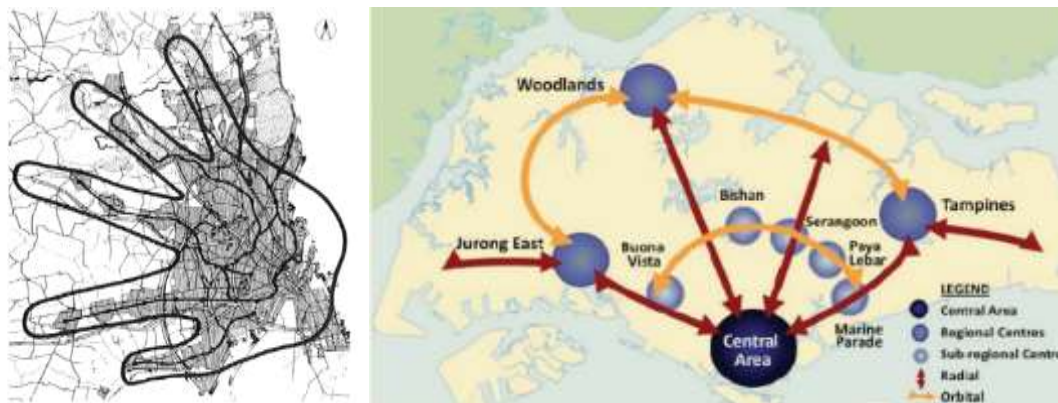 Woodlands
Bishan
Serangoon
Tampines
Jurong East
Buona
Vista
Paya
Lebar
LEGEND
Central Area
Central
Area
Marine
Parade
Regional Centres
Sub regional Centre
Radial
Orbital